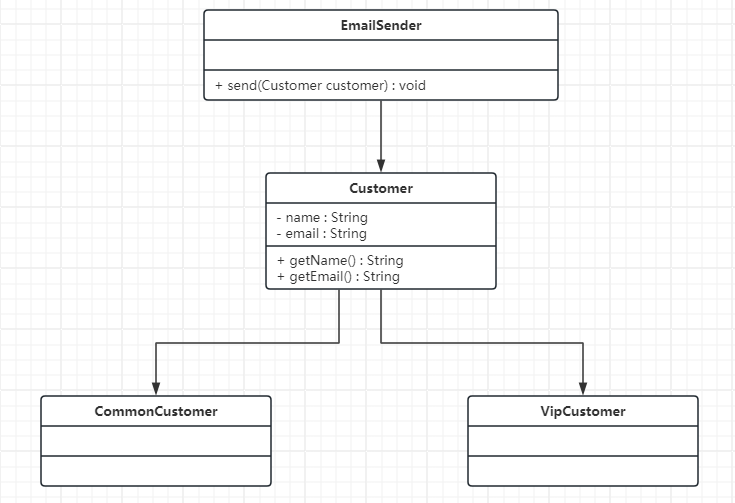 EmailSender
+ send(Customer customer) : void
Customer
- name : String
- email : String
+ getName() : String
+ getEmail() : String
CommonCustomer
VipCustomer